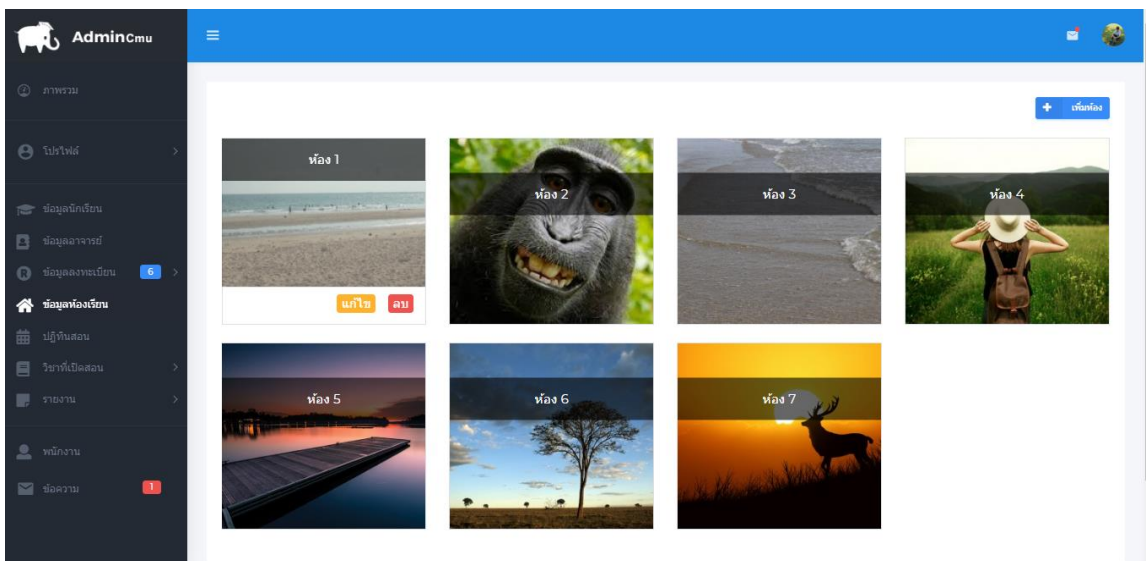 AdminCmu
ภาพรวม
เพิ่มห้อง
โปรไฟล์
ห้อง 1
ห้อง 2
ห้อง 3
ห้อง 4
ข้อมูลนักเรียน
ข้อมูลอาจารย์
ข้อมูลลงทะเบียน 6
ข้อมูลห้องเรียน
แก้ไข ลบ
ปฏิทินสอน
วิชาที่เปิดสอน
รายงาน
ห้อง 5
ห้อง 6
ห้อง 7
พนักงาน
ข้อความ 1